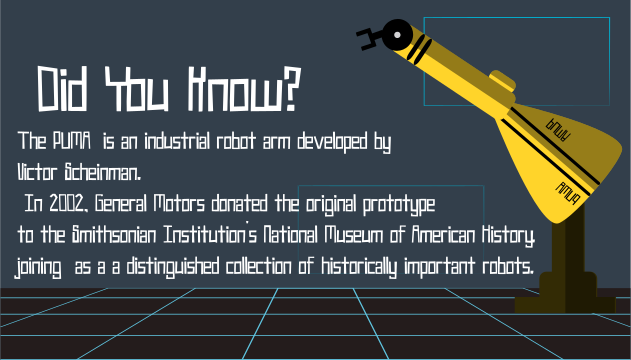 Did You Know?
The PUMA is an industrial robot arm developed by
Victor Scheinman.
In 2002, General Motors donated the original prototype
to the Smithsonian Institution's National Museum of American History,
joining as a a distinguished collection of historically important robots.
PUMA
PUMA